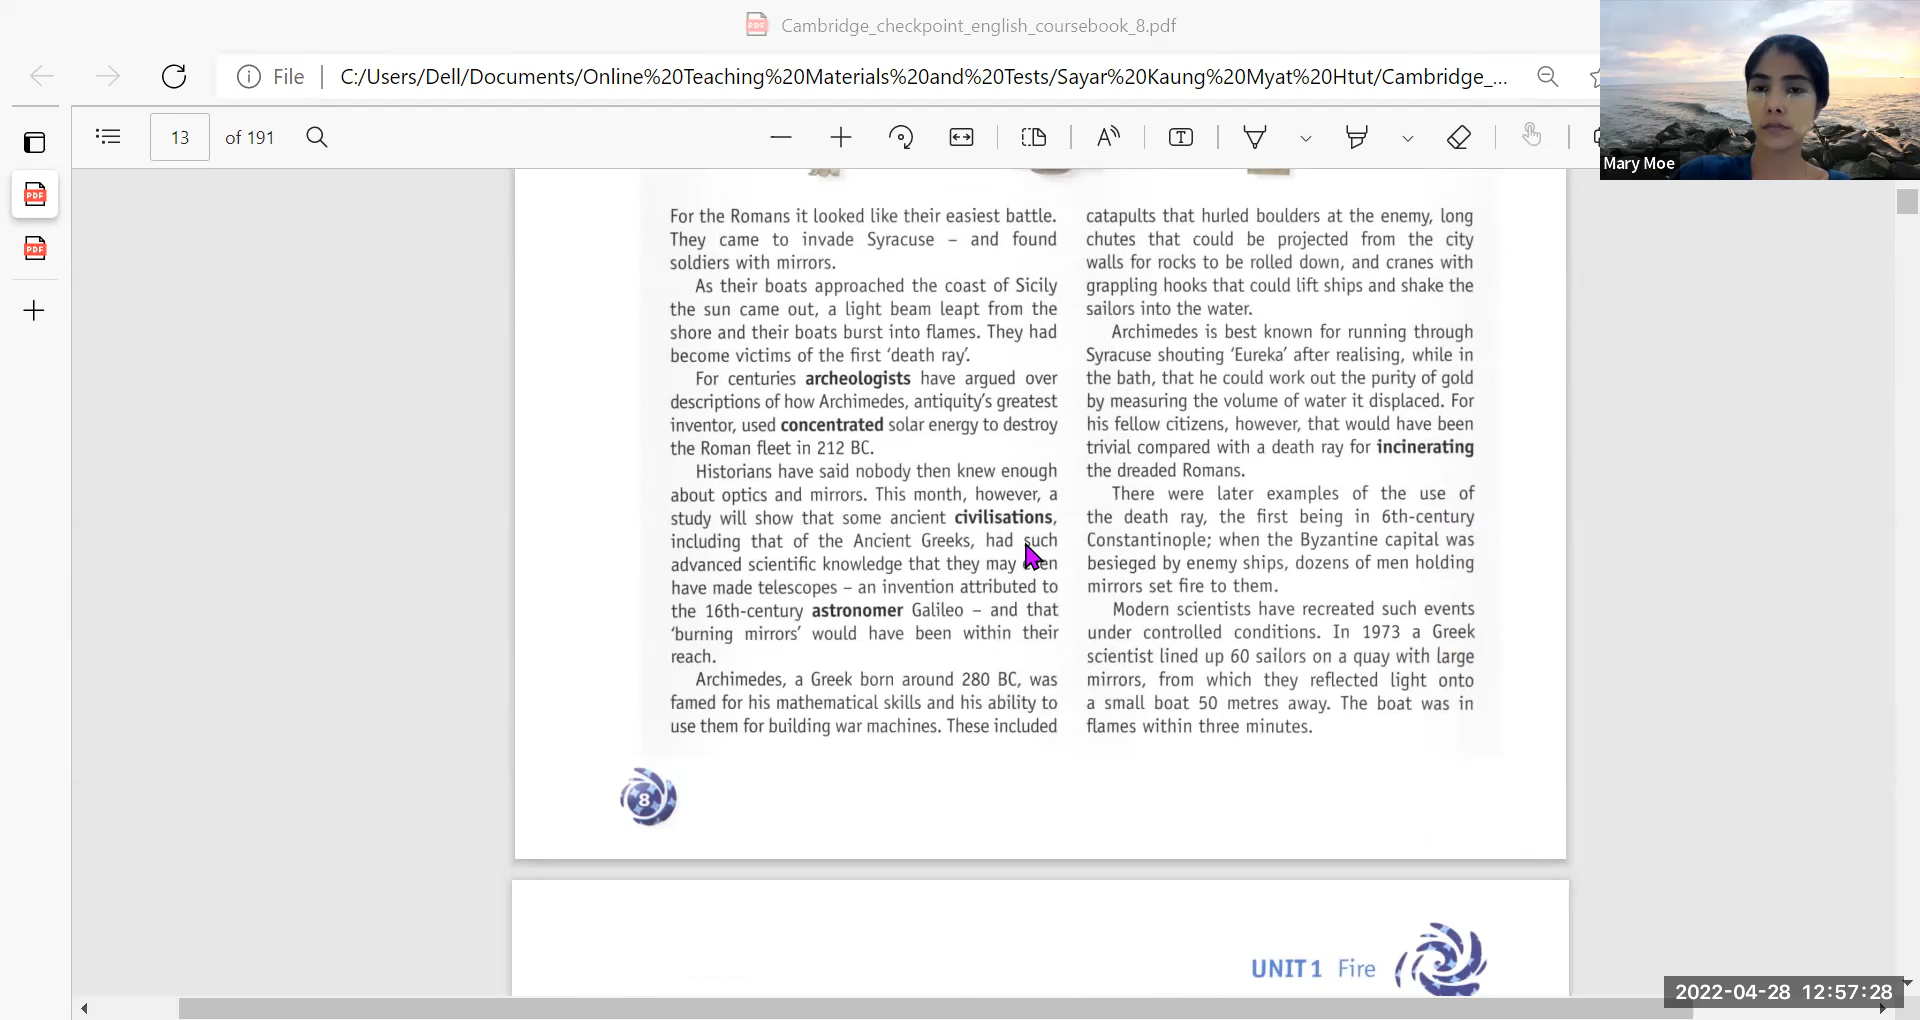 Cambridge_checkpoint_english_coursebook_8.pdf
File
C:/Users/Dell/Documents/Online%20Teaching%20Materials%20and%20Tests/Sayar%20Kaung%20Myat%20Htut/Cambridge_...
13 of 191
Mary Moe
For the Romans it looked like their easiest battle.
They came to invade Syracuse – and found
soldiers with mirrors.
As their boats approached the coast of Sicily
the sun came out, a light beam leapt from the
shore and their boats burst into flames. They had
become victims of the first ‘death ray’.
For centuries archeologists have argued over
descriptions of how Archimedes, antiquity’s greatest
inventor, used concentrated solar energy to destroy
the Roman fleet in 212 BC.
Historians have said nobody then knew enough
about optics and mirrors. This month, however, a
study will show that some ancient civilisations,
including that of the Ancient Greeks, had such
advanced scientific knowledge that they may
have made telescopes – an invention attributed to
the 16th-century astronomer Galileo – and that
‘burning mirrors’ would have been within their
reach.
Archimedes, a Greek born around 280 BC, was
famed for his mathematical skills and his ability to
use them for building war machines. These included
catapults that hurled boulders at the enemy, long
chutes that could be projected from the city
walls for rocks to be rolled down, and cranes with
grappling hooks that could lift ships and shake the
sailors into the water.
Archimedes is best known for running through
Syracuse shouting ‘Eureka’ after realising, while in
the bath, that he could work out the purity of gold
by measuring the volume of water it displaced. For
his fellow citizens, however, that would have been
trivial compared with a death ray for incinerating
the dreaded Romans.
There were later examples of the use of
the death ray, the first being in 6th-century
Constantinople; when the Byzantine capital was
besieged by enemy ships, dozens of men holding
mirrors set fire to them.
Modern scientists have recreated such events
under controlled conditions. In 1973 a Greek
scientist lined up 60 sailors on a quay with large
mirrors, from which they reflected light onto
a small boat 50 metres away. The boat was in
flames within three minutes.
8
UNIT 1 Fire
2022-04-28 12:57:28